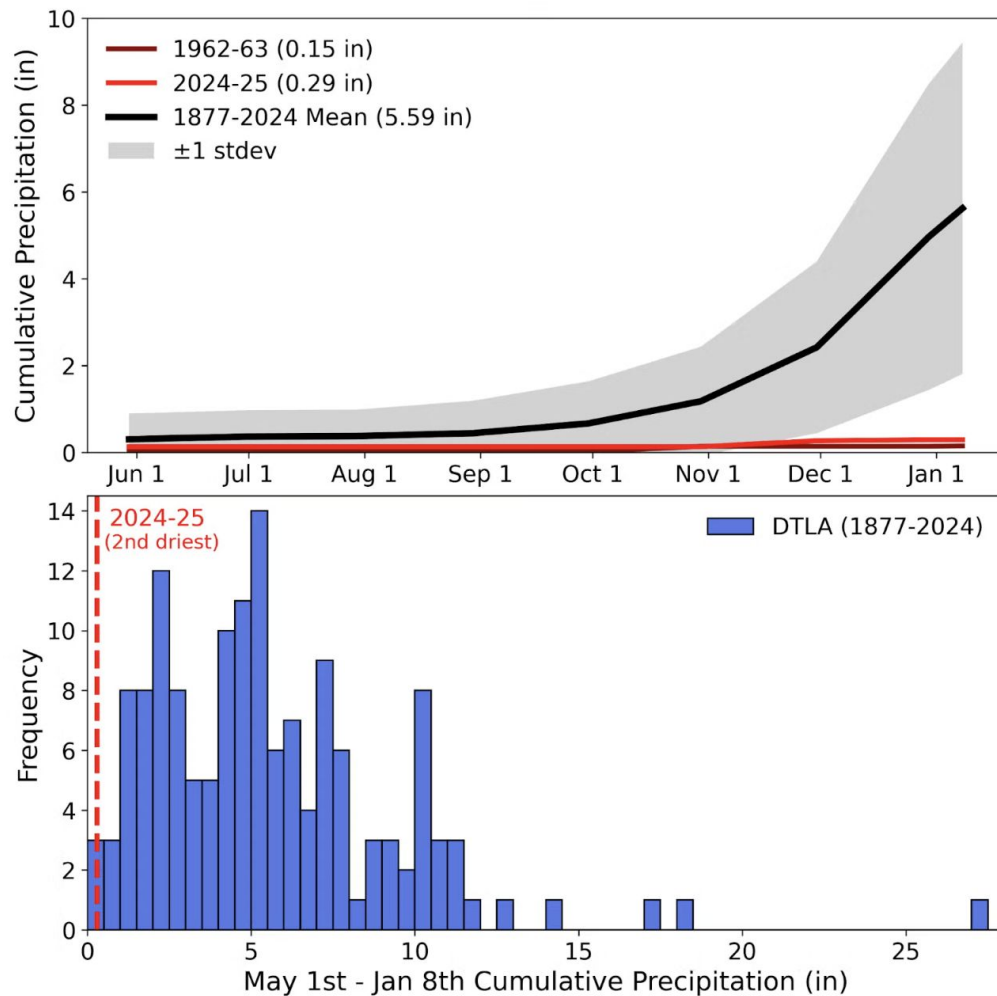 Cumulative Precipitation (in)
10
8
6
4
2
0
1962-63 (0.15 in)
2024-25 (0.29 in)
1877-2024 Mean (5.59 in)
±1 stdev
Jun 1 Jul 1 Aug 1 Sep 1 Oct 1 Nov 1 Dec 1 Jan 1
Frequency
14
12
10
8
6
4
2
0
2024-25
(2nd driest)
DTLA (1877-2024)
0 5 10 15 20 25
May 1st - Jan 8th Cumulative Precipitation (in)